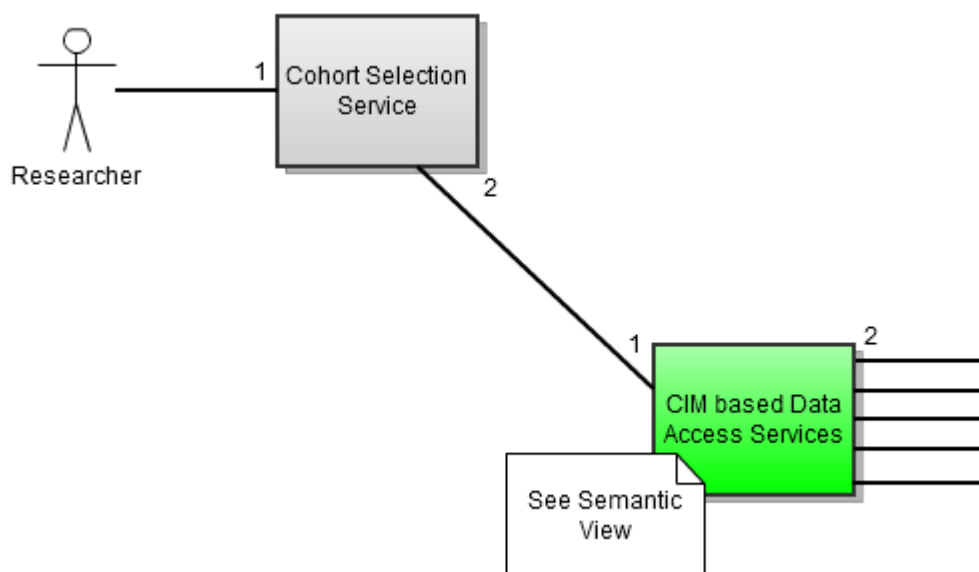 1
Cohort Selection
Service
Researcher
2
1
2
CIM based Data
Access Services
See Semantic
View